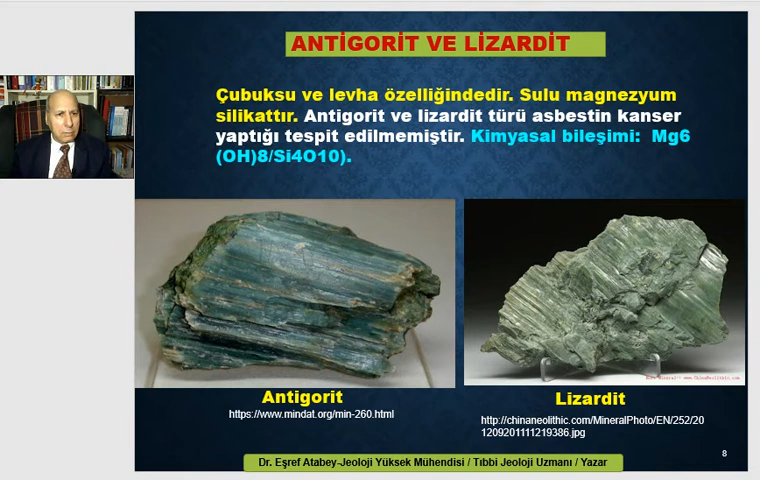 ANTİGORİT VE LİZARDİT
Çubuksu ve levha özelliğindedir. Sulu magnezyum
silikattır. Antigorit ve lizardit türü asbestin kanser
yaptığı tespit edilmemiştir. Kimyasal bileşimi: Mg6
(OH)8/Si4O10).
Antigorit
https://www.mindat.org/min-260.html
Lizardit
http://chinaneolithic.com/MineralPhoto/EN/252/20
1209201111219386.jpg
8
Dr. Eşref Atabey-Jeoloji Yüksek Mühendisi / Tıbbi Jeoloji Uzmanı / Yazar